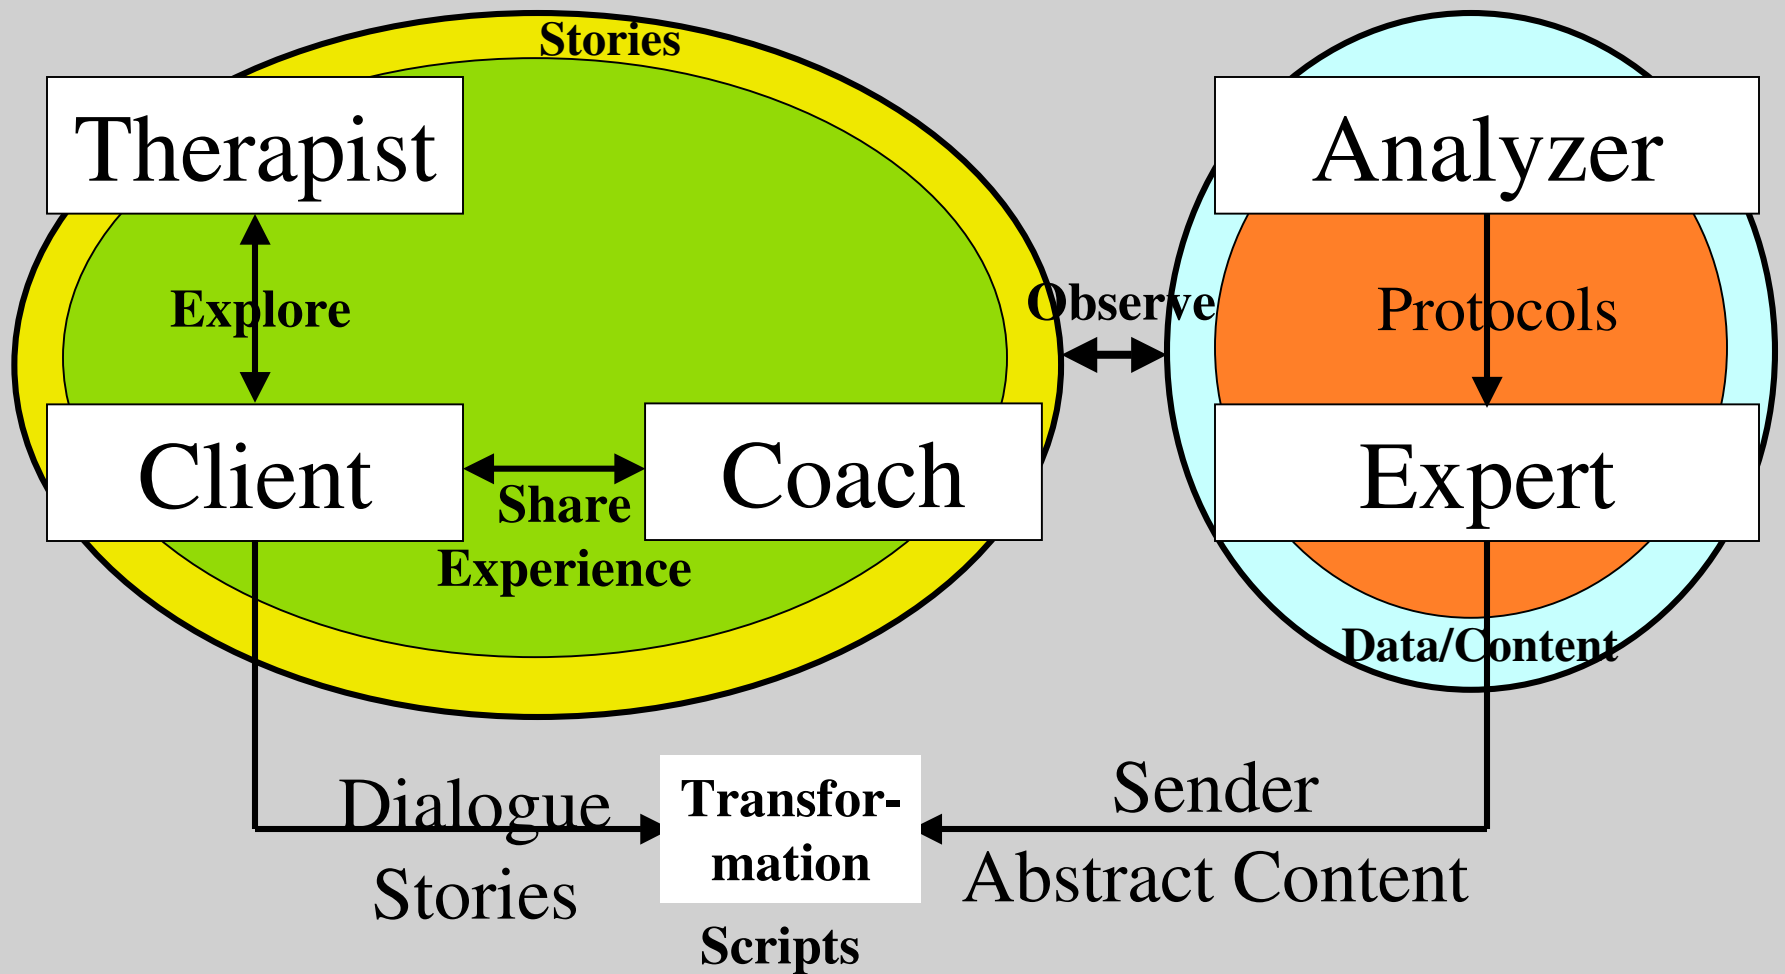 Stories
Therapist
Analyzer
Explore
Observe
Protocols
Client
Coach
Expert
Share
Experience
Data/Content
Dialogue
Stories
Transfor-
mation
Scripts
Sender
Abstract Content